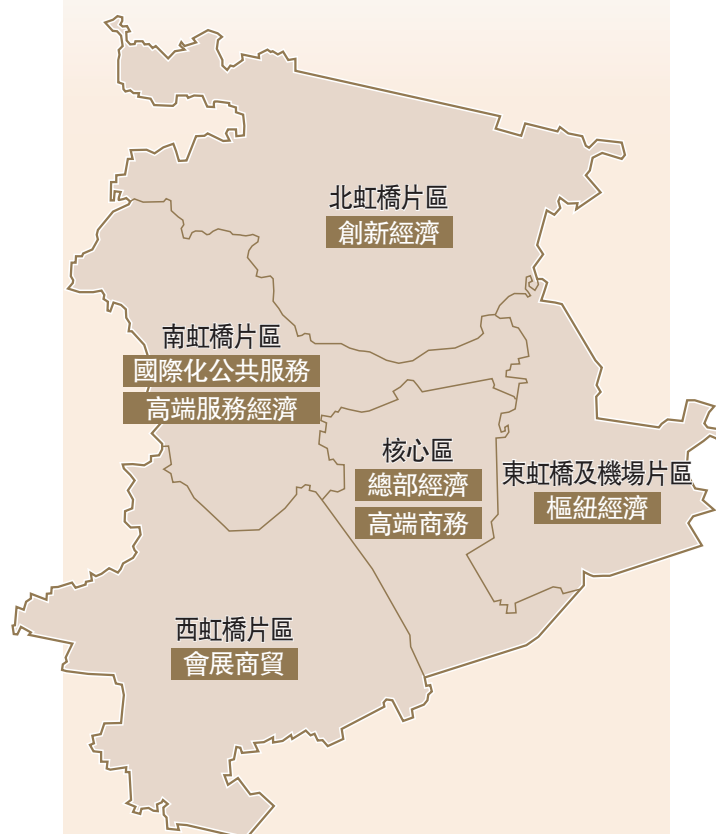 北虹橋片區
創新經濟
南虹橋片區
國際化公共服務
高端服務經濟
核心區
總部經濟
高端商務
東虹橋及機場片區
樞紐經濟
西虹橋片區
會展商貿